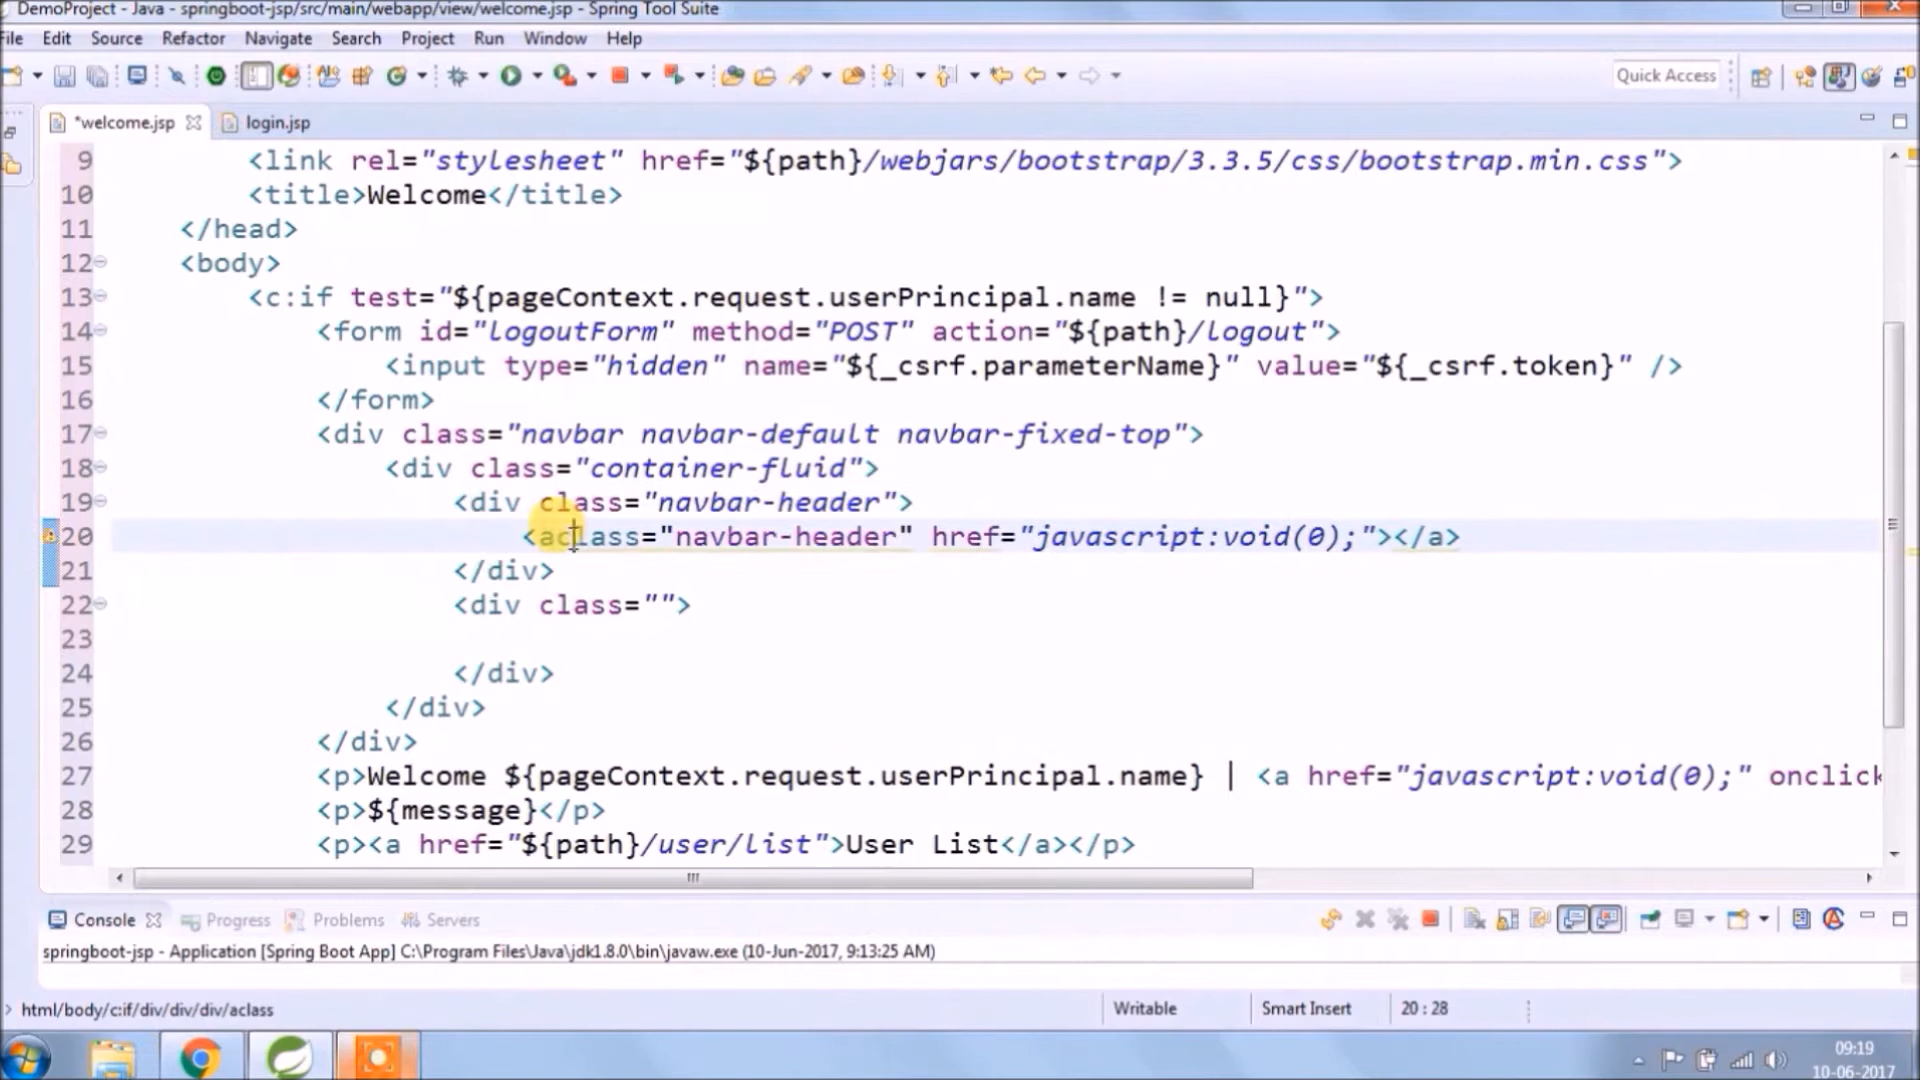 DemoProject - Java - springboot-jsp/src/main/webapp/view/welcome.jsp - Spring Tool Suite
File Edit Source Refactor Navigate Search Project Run Window Help
Quick Access
*welcome.jsp login.jsp
9 <link rel="stylesheet" href="${path}/webjars/bootstrap/3.3.5/css/bootstrap.min.css">
10 <title>Welcome</title>
11 </head>
12 <body>
13 <c:if test="${pageContext.request.userPrincipal.name != null}">
14 <form id="logoutForm" method="POST" action="${path}/logout">
15 <input type="hidden" name="${_csrf.parameterName}" value="${_csrf.token}" />
16 </form>
17 <div class="navbar navbar-default navbar-fixed-top">
18 <div class="container-fluid">
19 <div class="navbar-header">
20 <aclass="navbar-header" href="javascript:void(0);"></a>
21 </div>
22 <div class="">
23
24 </div>
25 </div>
26 </div>
27 <p>Welcome ${pageContext.request.userPrincipal.name} | <a href="javascript:void(0);" onclick
28 <p>${message}</p>
29 <p><a href="${path}/user/list">User List</a></p>
Console Progress Problems Servers
springboot-jsp - Application [Spring Boot App] C:\Program Files\Java\jdk1.8.0\bin\javaw.exe (10-Jun-2017, 9:13:25 AM)
html/body/c:if/div/div/div/aclass Writable Smart Insert 20 : 28
09:19
10-06-2017